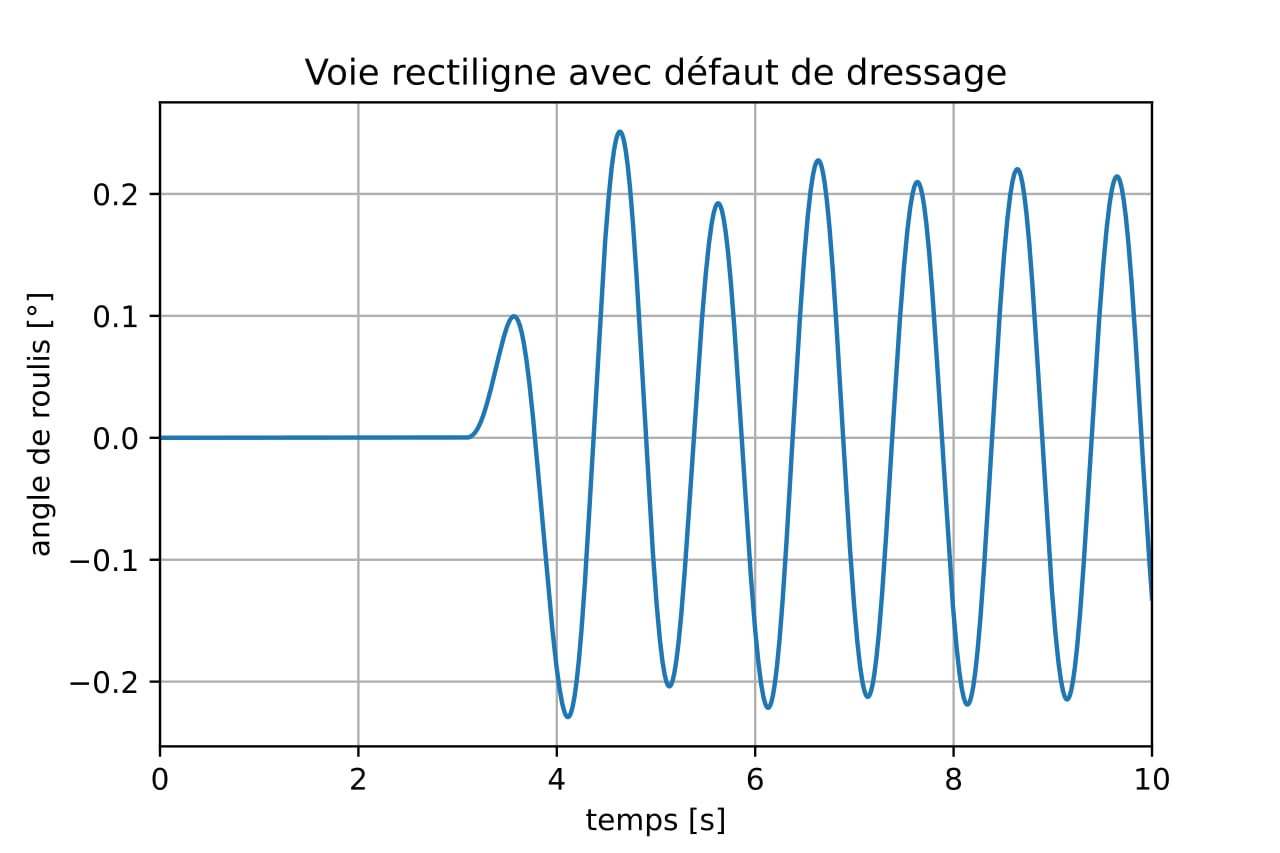 Voie rectiligne avec défaut de dressage
angle de roulis [°]
0.2
0.1
0.0
−0.1
−0.2
0 2 4 6 8 10
temps [s]